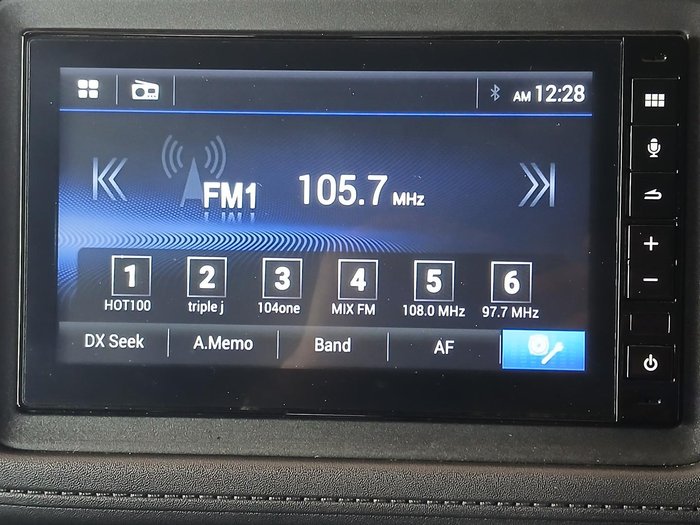 AM 12:28
FM1 105.7 MHz
1 2 3 4 5 6
HOT100 triple j 104one MIX FM 108.0 MHz 97.7 MHz
DX Seek A.Memo Band AF
+
−